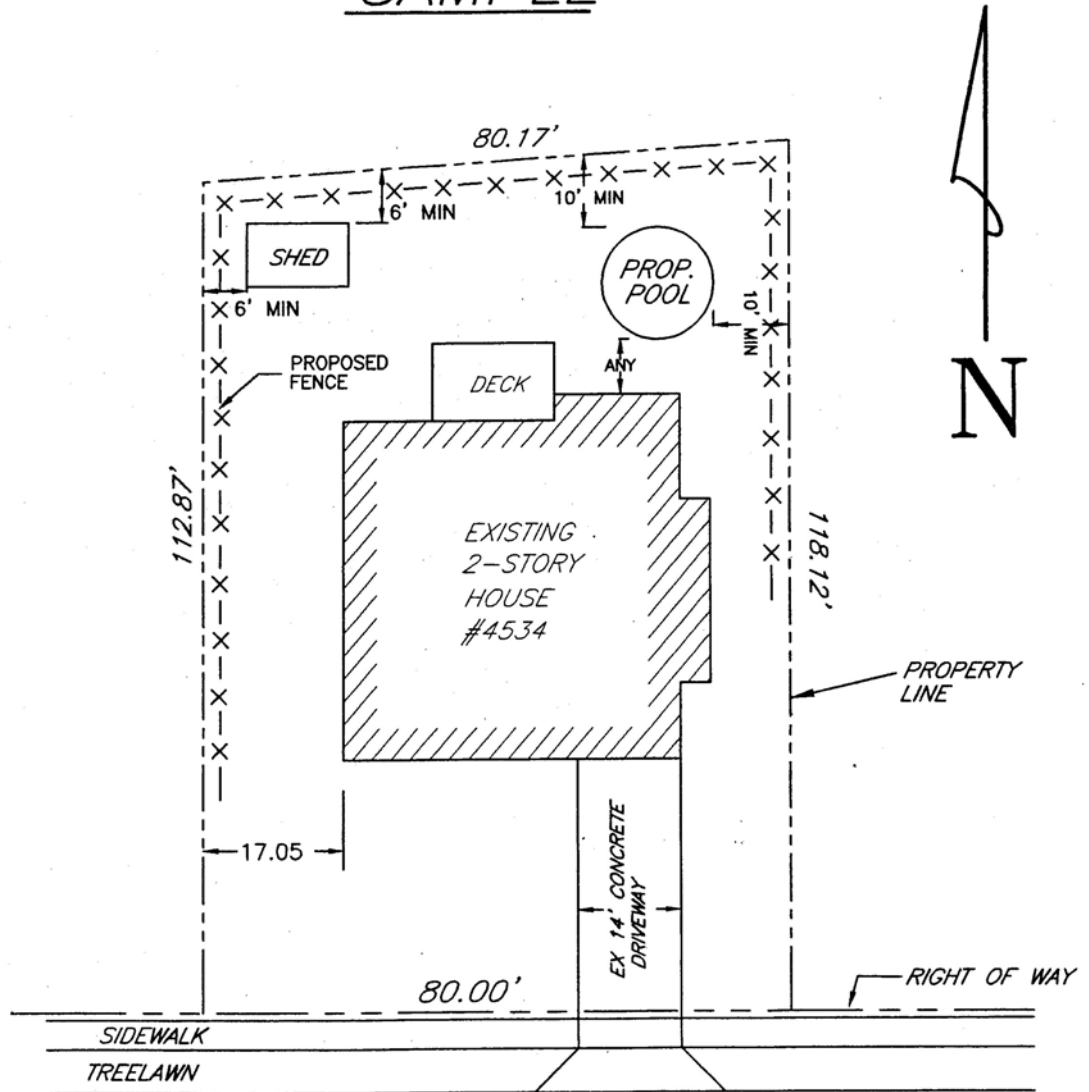 80.17'
6' MIN
10' MIN
SHED
PROP.
POOL
6' MIN
10' MIN
PROPOSED
FENCE
DECK
ANY
N
112.87'
EXISTING
2-STORY
HOUSE
#4534
118.12'
PROPERTY
LINE
17.05
EX 14' CONCRETE
DRIVEWAY
80.00'
RIGHT OF WAY
SIDEWALK
TREELAWN